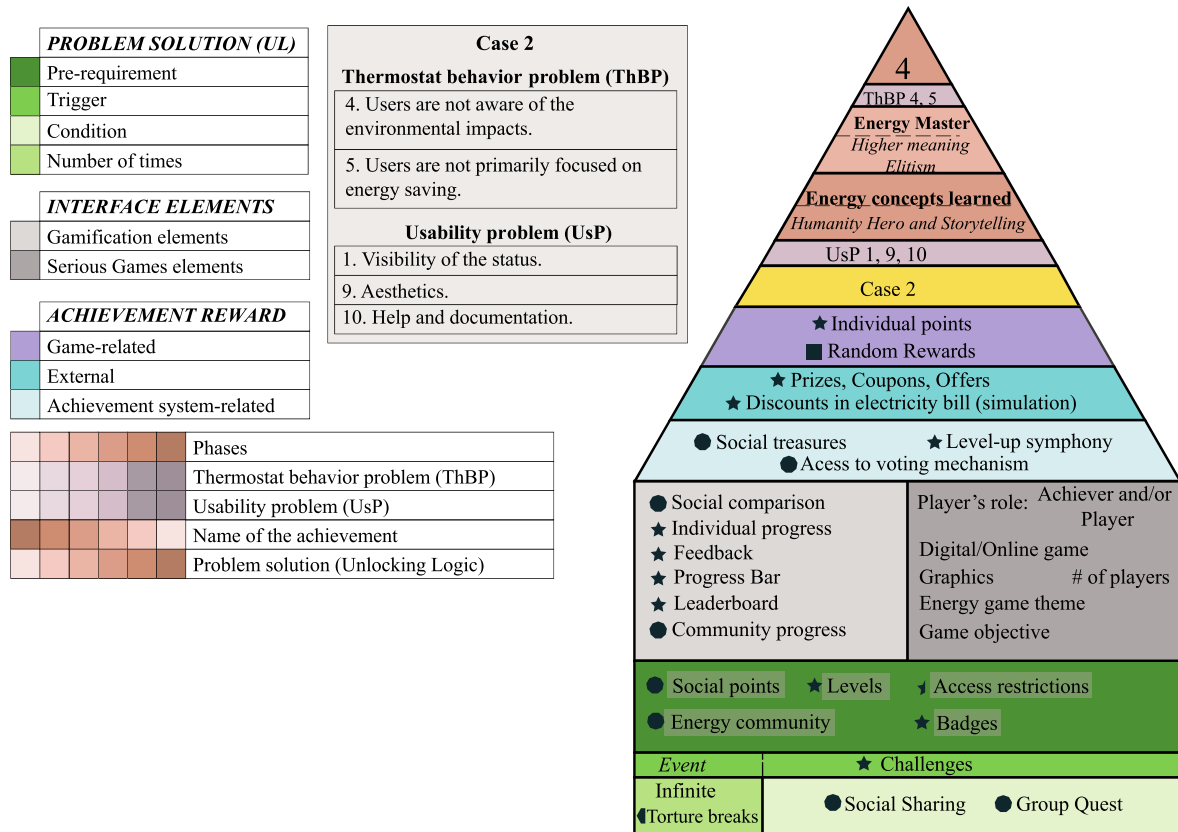 PROBLEM SOLUTION (UL)
Pre-requirement
Trigger
Condition
Number of times
INTERFACE ELEMENTS
Gamification elements
Serious Games elements
ACHIEVEMENT REWARD
Game-related
External
Achievement system-related
Phases
Thermostat behavior problem (ThBP)
Usability problem (UsP)
Name of the achievement
Problem solution (Unlocking Logic)
Case 2
Thermostat behavior problem (ThBP)
4. Users are not aware of the
environmental impacts.
5. Users are not primarily focused on
energy saving.
Usability problem (UsP)
1. Visibility of the status.
9. Aesthetics.
10. Help and documentation.
4
ThBP 4, 5
Energy Master
Higher meaning
Elitism
Energy concepts learned
Humanity Hero and Storytelling
UsP 1, 9, 10
Case 2
Individual points
Random Rewards
Prizes, Coupons, Offers
Discounts in electricity bill (simulation)
Social treasures
Level-up symphony
Acess to voting mechanism
Social comparison
Individual progress
Feedback
Progress Bar
Leaderboard
Community progress
Player's role: Achiever and/or
Player
Digital/Online game
Graphics # of players
Energy game theme
Game objective
Social points Levels Access restrictions
Energy community Badges
Event Challenges
Infinite
Torture breaks
Social Sharing Group Quest